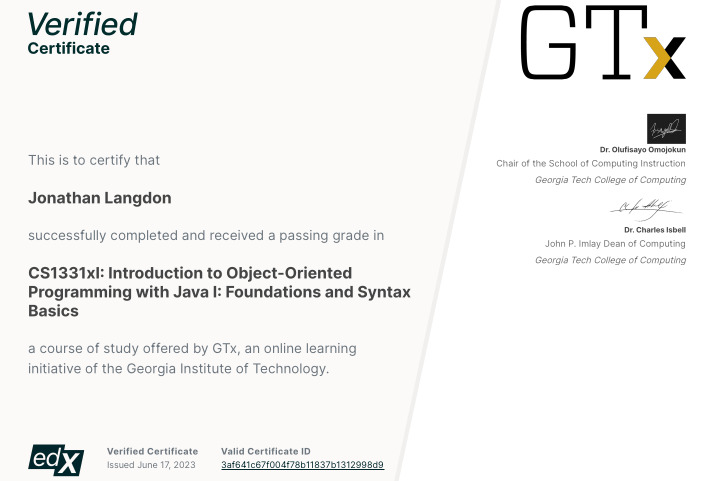 Verified
Certificate
GTx
Dr. Olufisayo Omojokun
Chair of the School of Computing Instruction
Georgia Tech College of Computing
Dr. Charles Isbell
John P. Imlay Dean of Computing
Georgia Tech College of Computing
This is to certify that
Jonathan Langdon
successfully completed and received a passing grade in
CS1331xI: Introduction to Object-Oriented
Programming with Java I: Foundations and Syntax
Basics
a course of study offered by GTx, an online learning
initiative of the Georgia Institute of Technology.
edX
Verified Certificate
Issued June 17, 2023
Valid Certificate ID
3af641c67f004f78b11837b1312998d9